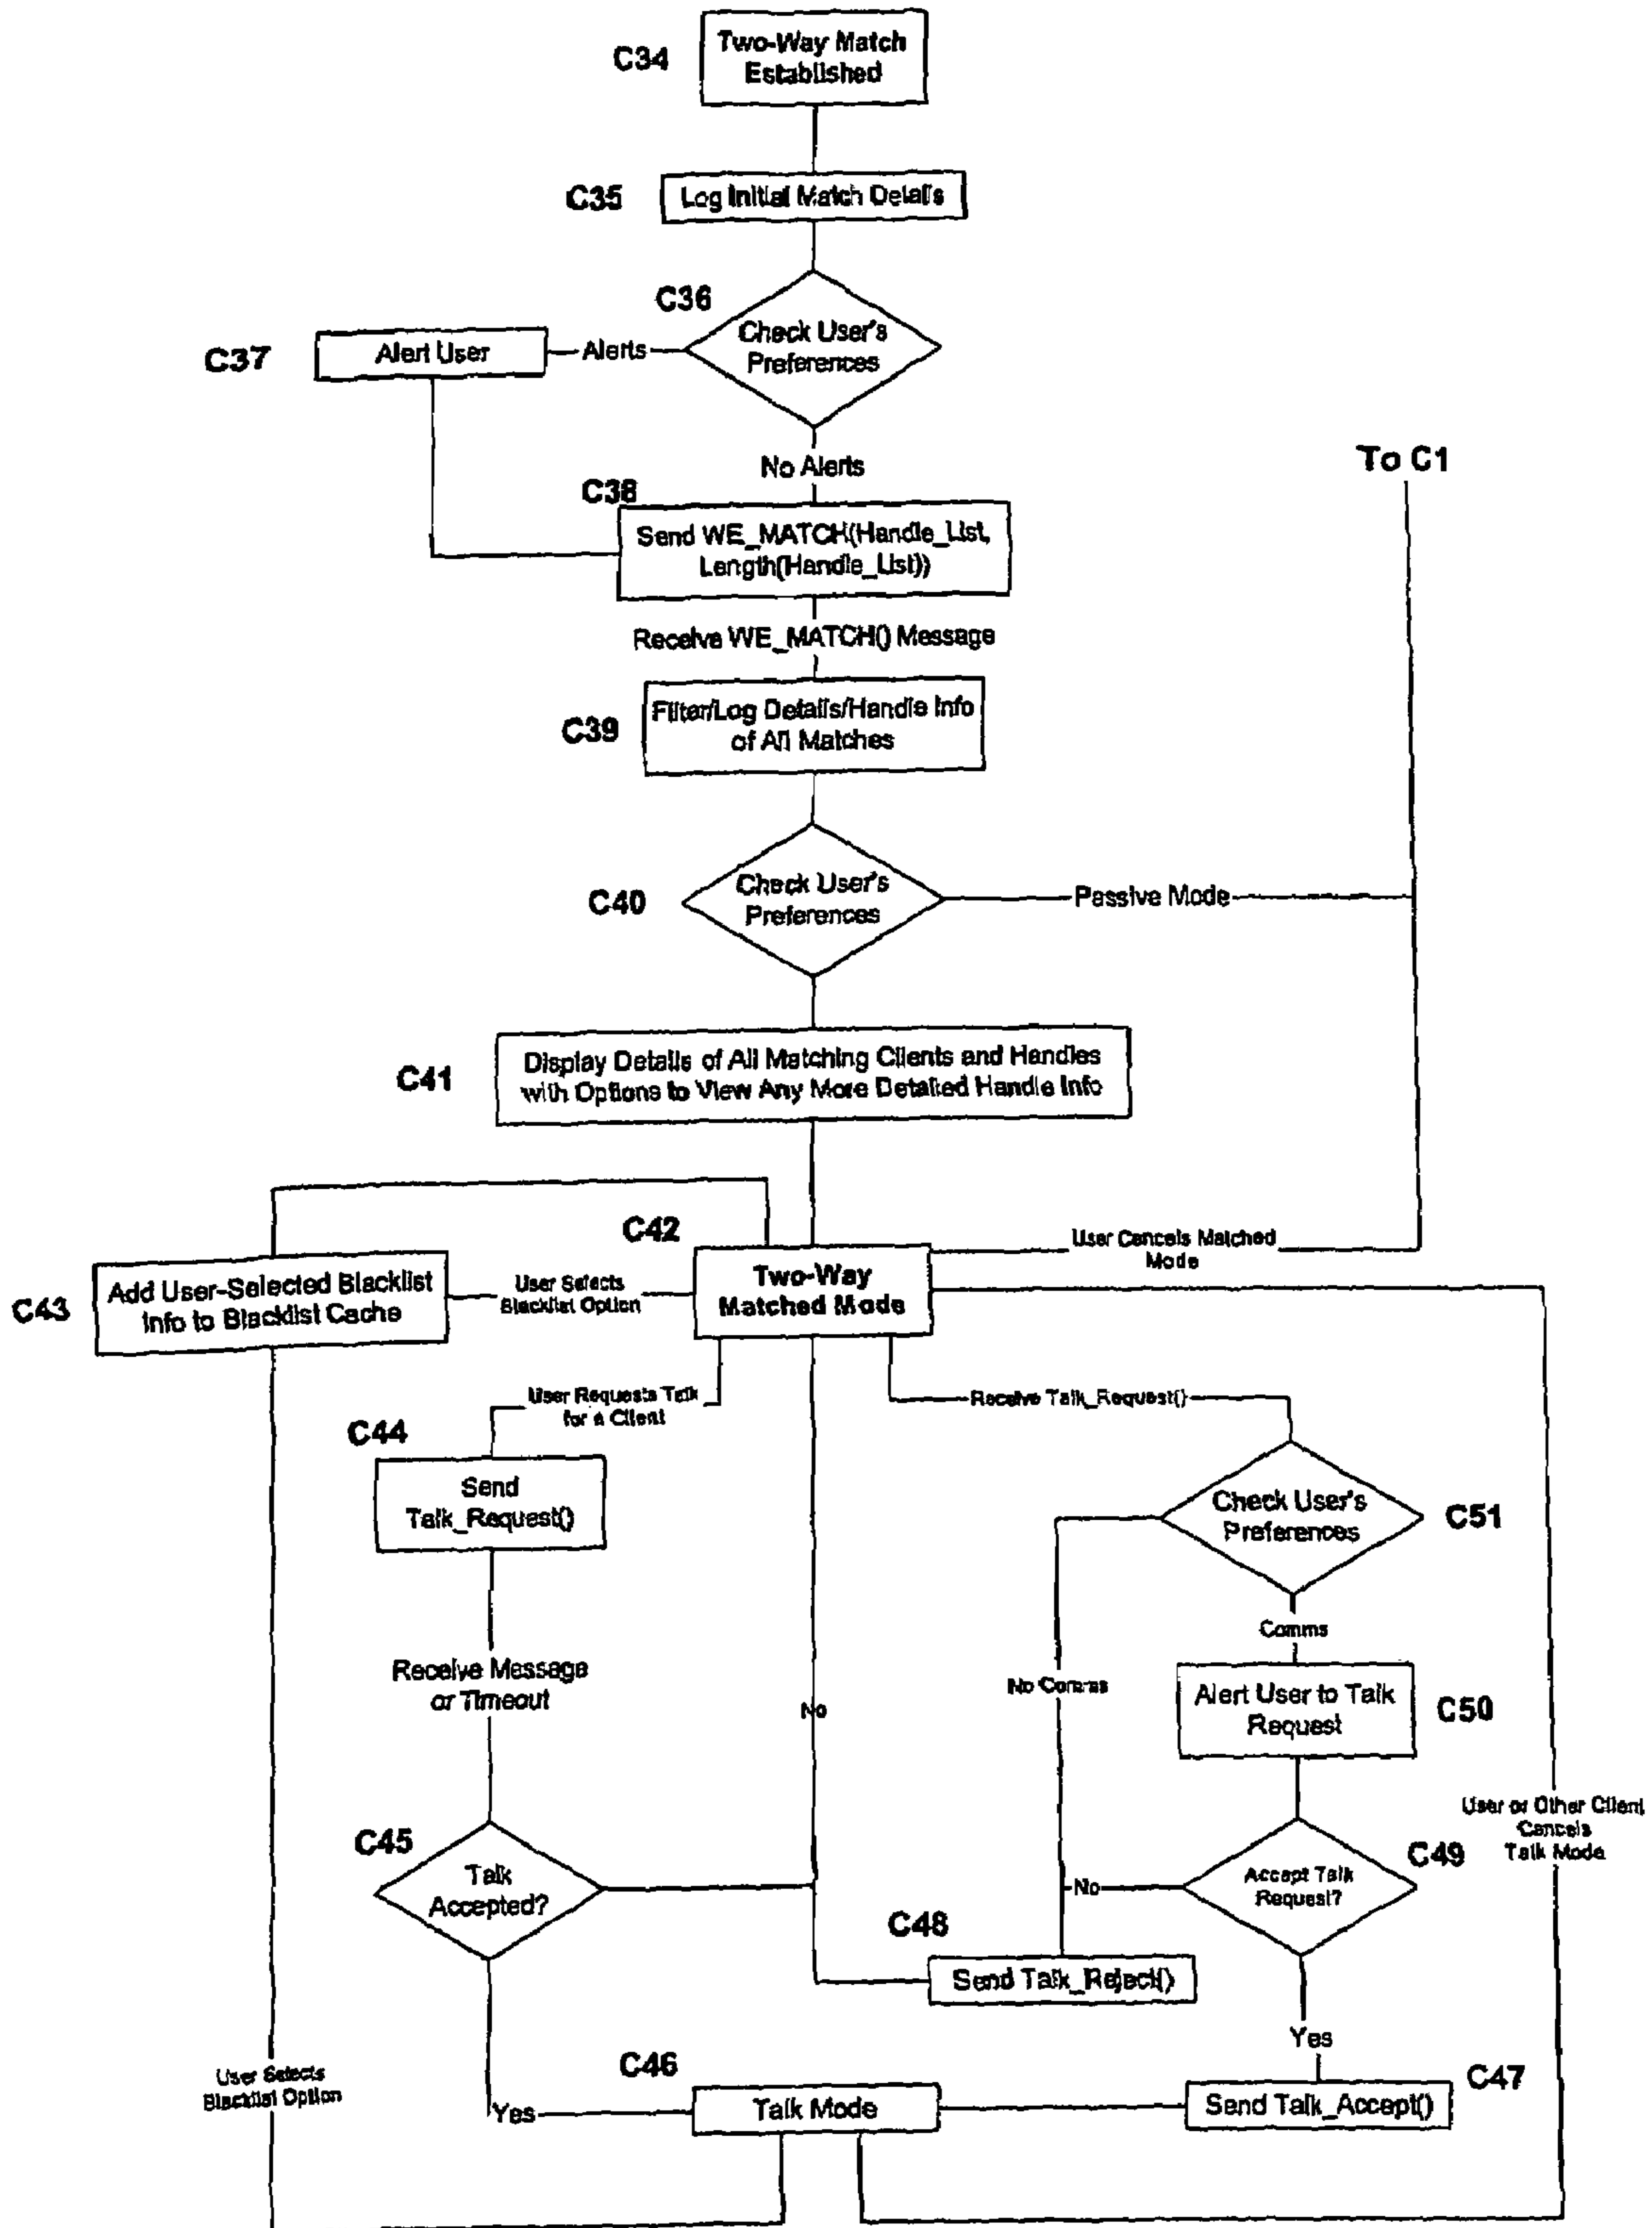 C34
Two-Way Match
Established
C35
Log Initial Match Details
C36
Check User's
Preferences
C37
Alert User
Alerts
No Alerts
To C1
C38
Send WE_MATCH(Handle_List,
Length(Handle_List))
Receive WE_MATCH() Message
C39
Filter/Log Details/Handle Info
of All Matches
C40
Check User's
Preferences
Passive Mode
C41
Display Details of All Matching Clients and Handles
with Options to View Any More Detailed Handle Info
C42
Two-Way
Matched Mode
User Cancels Matched
Mode
C43
Add User-Selected Blacklist
Info to Blacklist Cache
User Selects
Blacklist Option
User Requests Talk
for a Client
Receive Talk_Request()
C44
Send
Talk_Request()
Check User's
Preferences
C51
Comms
Receive Message
or Timeout
No
No Comms
Alert User to Talk
Request
C50
User or Other Client
Cancels
Talk Mode
C45
Talk
Accepted?
No
Accept Talk
Request?
C49
C48
Send Talk_Reject()
Yes
User Selects
Blacklist Option
C46
Yes
Talk Mode
Send Talk_Accept()
C47